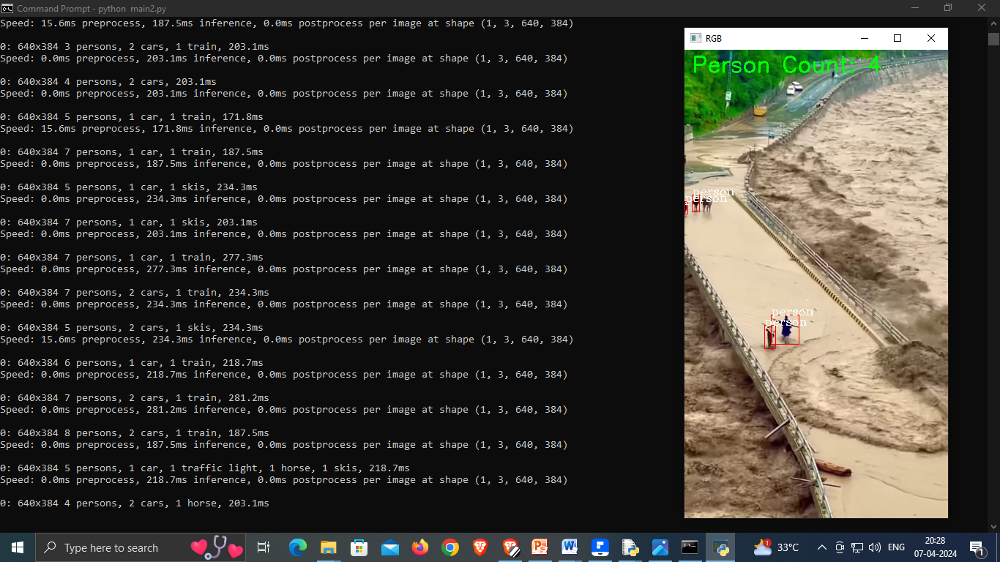 Command Prompt - python  main2.py
Speed: 15.6ms preprocess, 187.5ms inference, 0.0ms postprocess per image at shape (1, 3, 640, 384)
0: 640x384 3 persons, 2 cars, 1 train, 203.1ms
Speed: 0.0ms preprocess, 203.1ms inference, 0.0ms postprocess per image at shape (1, 3, 640, 384)
0: 640x384 4 persons, 2 cars, 203.1ms
Speed: 0.0ms preprocess, 203.1ms inference, 0.0ms postprocess per image at shape (1, 3, 640, 384)
0: 640x384 5 persons, 1 car, 1 train, 171.8ms
Speed: 15.6ms preprocess, 171.8ms inference, 0.0ms postprocess per image at shape (1, 3, 640, 384)
0: 640x384 7 persons, 1 car, 1 train, 187.5ms
Speed: 0.0ms preprocess, 187.5ms inference, 0.0ms postprocess per image at shape (1, 3, 640, 384)
0: 640x384 5 persons, 1 car, 1 skis, 234.3ms
Speed: 0.0ms preprocess, 234.3ms inference, 0.0ms postprocess per image at shape (1, 3, 640, 384)
0: 640x384 7 persons, 1 car, 1 skis, 203.1ms
Speed: 0.0ms preprocess, 203.1ms inference, 0.0ms postprocess per image at shape (1, 3, 640, 384)
0: 640x384 7 persons, 1 car, 1 train, 277.3ms
Speed: 0.0ms preprocess, 277.3ms inference, 0.0ms postprocess per image at shape (1, 3, 640, 384)
0: 640x384 7 persons, 2 cars, 1 train, 234.3ms
Speed: 0.0ms preprocess, 234.3ms inference, 0.0ms postprocess per image at shape (1, 3, 640, 384)
0: 640x384 5 persons, 2 cars, 1 skis, 234.3ms
Speed: 15.6ms preprocess, 234.3ms inference, 0.0ms postprocess per image at shape (1, 3, 640, 384)
0: 640x384 6 persons, 1 car, 1 train, 218.7ms
Speed: 0.0ms preprocess, 218.7ms inference, 0.0ms postprocess per image at shape (1, 3, 640, 384)
0: 640x384 7 persons, 2 cars, 1 train, 281.2ms
Speed: 0.0ms preprocess, 281.2ms inference, 0.0ms postprocess per image at shape (1, 3, 640, 384)
0: 640x384 8 persons, 2 cars, 1 train, 187.5ms
Speed: 0.0ms preprocess, 187.5ms inference, 0.0ms postprocess per image at shape (1, 3, 640, 384)
0: 640x384 5 persons, 1 car, 1 traffic light, 1 horse, 1 skis, 218.7ms
Speed: 0.0ms preprocess, 218.7ms inference, 0.0ms postprocess per image at shape (1, 3, 640, 384)
0: 640x384 4 persons, 2 cars, 1 horse, 203.1ms
RGB
Person Count: 4
person
person
person
person
Type here to search
33°C
ENG
20:28
07-04-2024
1
1